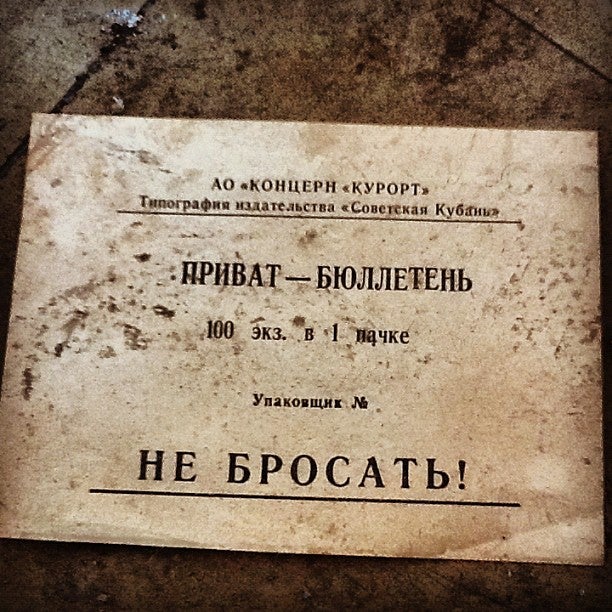 АО «КОНЦЕРН «КУРОРТ»
Типография издательства «Советская Кубань»
ПРИВАТ — БЮЛЛЕТЕНЬ
100 экз. в 1 пачке
Упаковщик №
НЕ БРОСАТЬ!